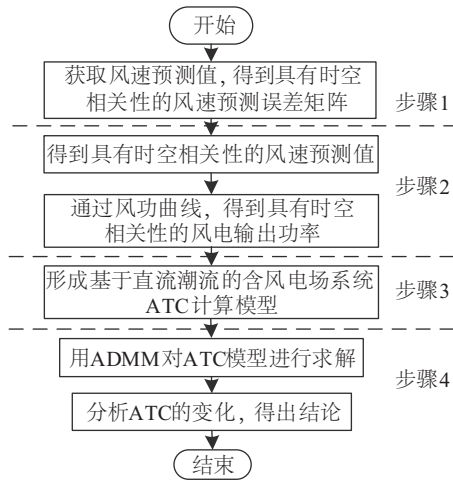 开始
获取风速预测值,得到具有时空
相关性的风速预测误差矩阵
步骤1
得到具有时空相关性的风速预测值
步骤2
通过风功曲线,得到具有时空
相关性的风电输出功率
形成基于直流潮流的含风电场系统
ATC计算模型
步骤3
用ADMM对ATC模型进行求解
步骤4
分析ATC的变化,得出结论
结束